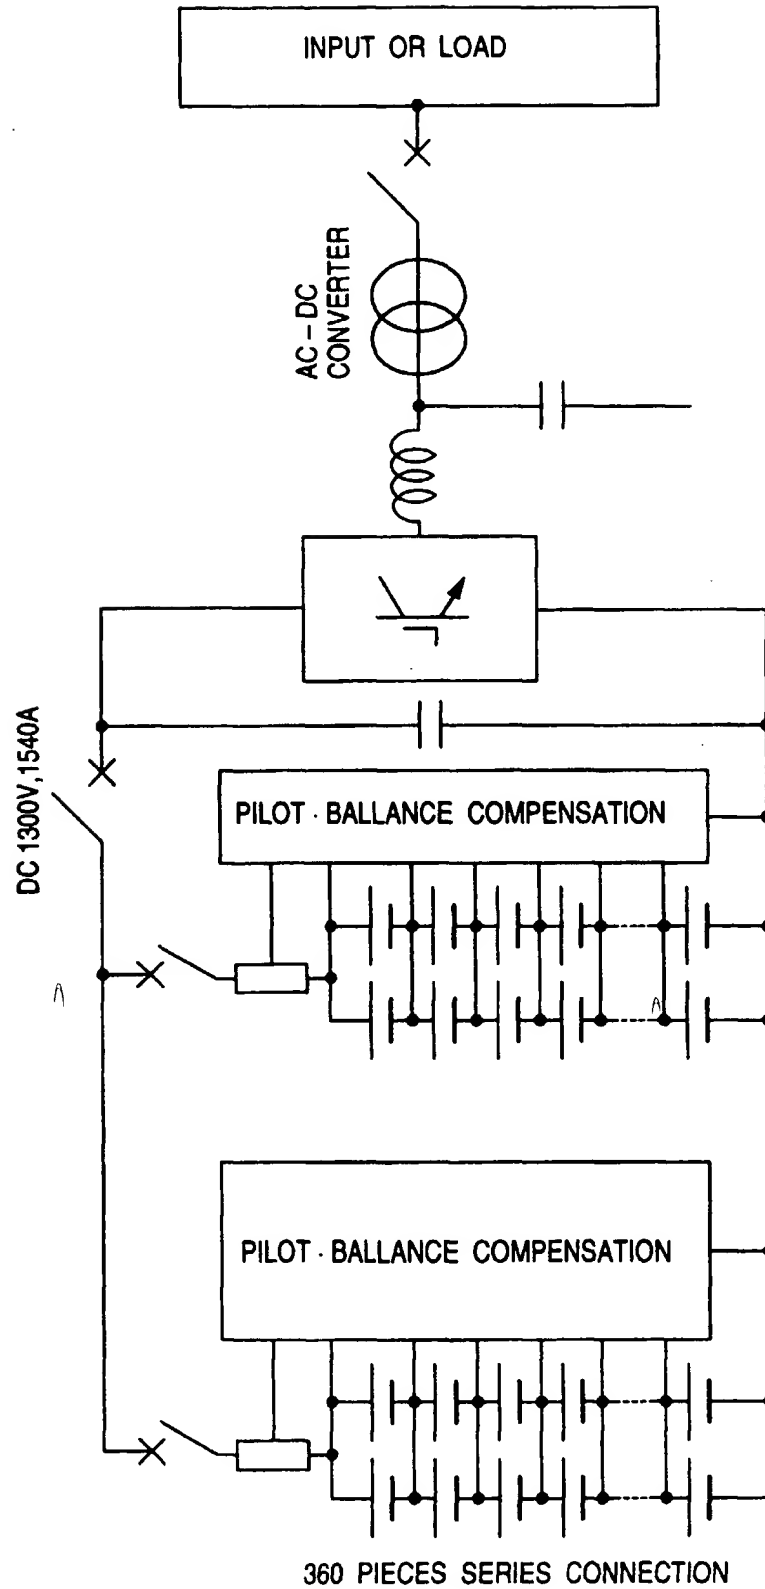 INPUT OR LOAD
AC-DC
CONVERTER
DC 1300V, 1540A
PILOT · BALLANCE COMPENSATION
PILOT · BALLANCE COMPENSATION
360 PIECES SERIES CONNECTION